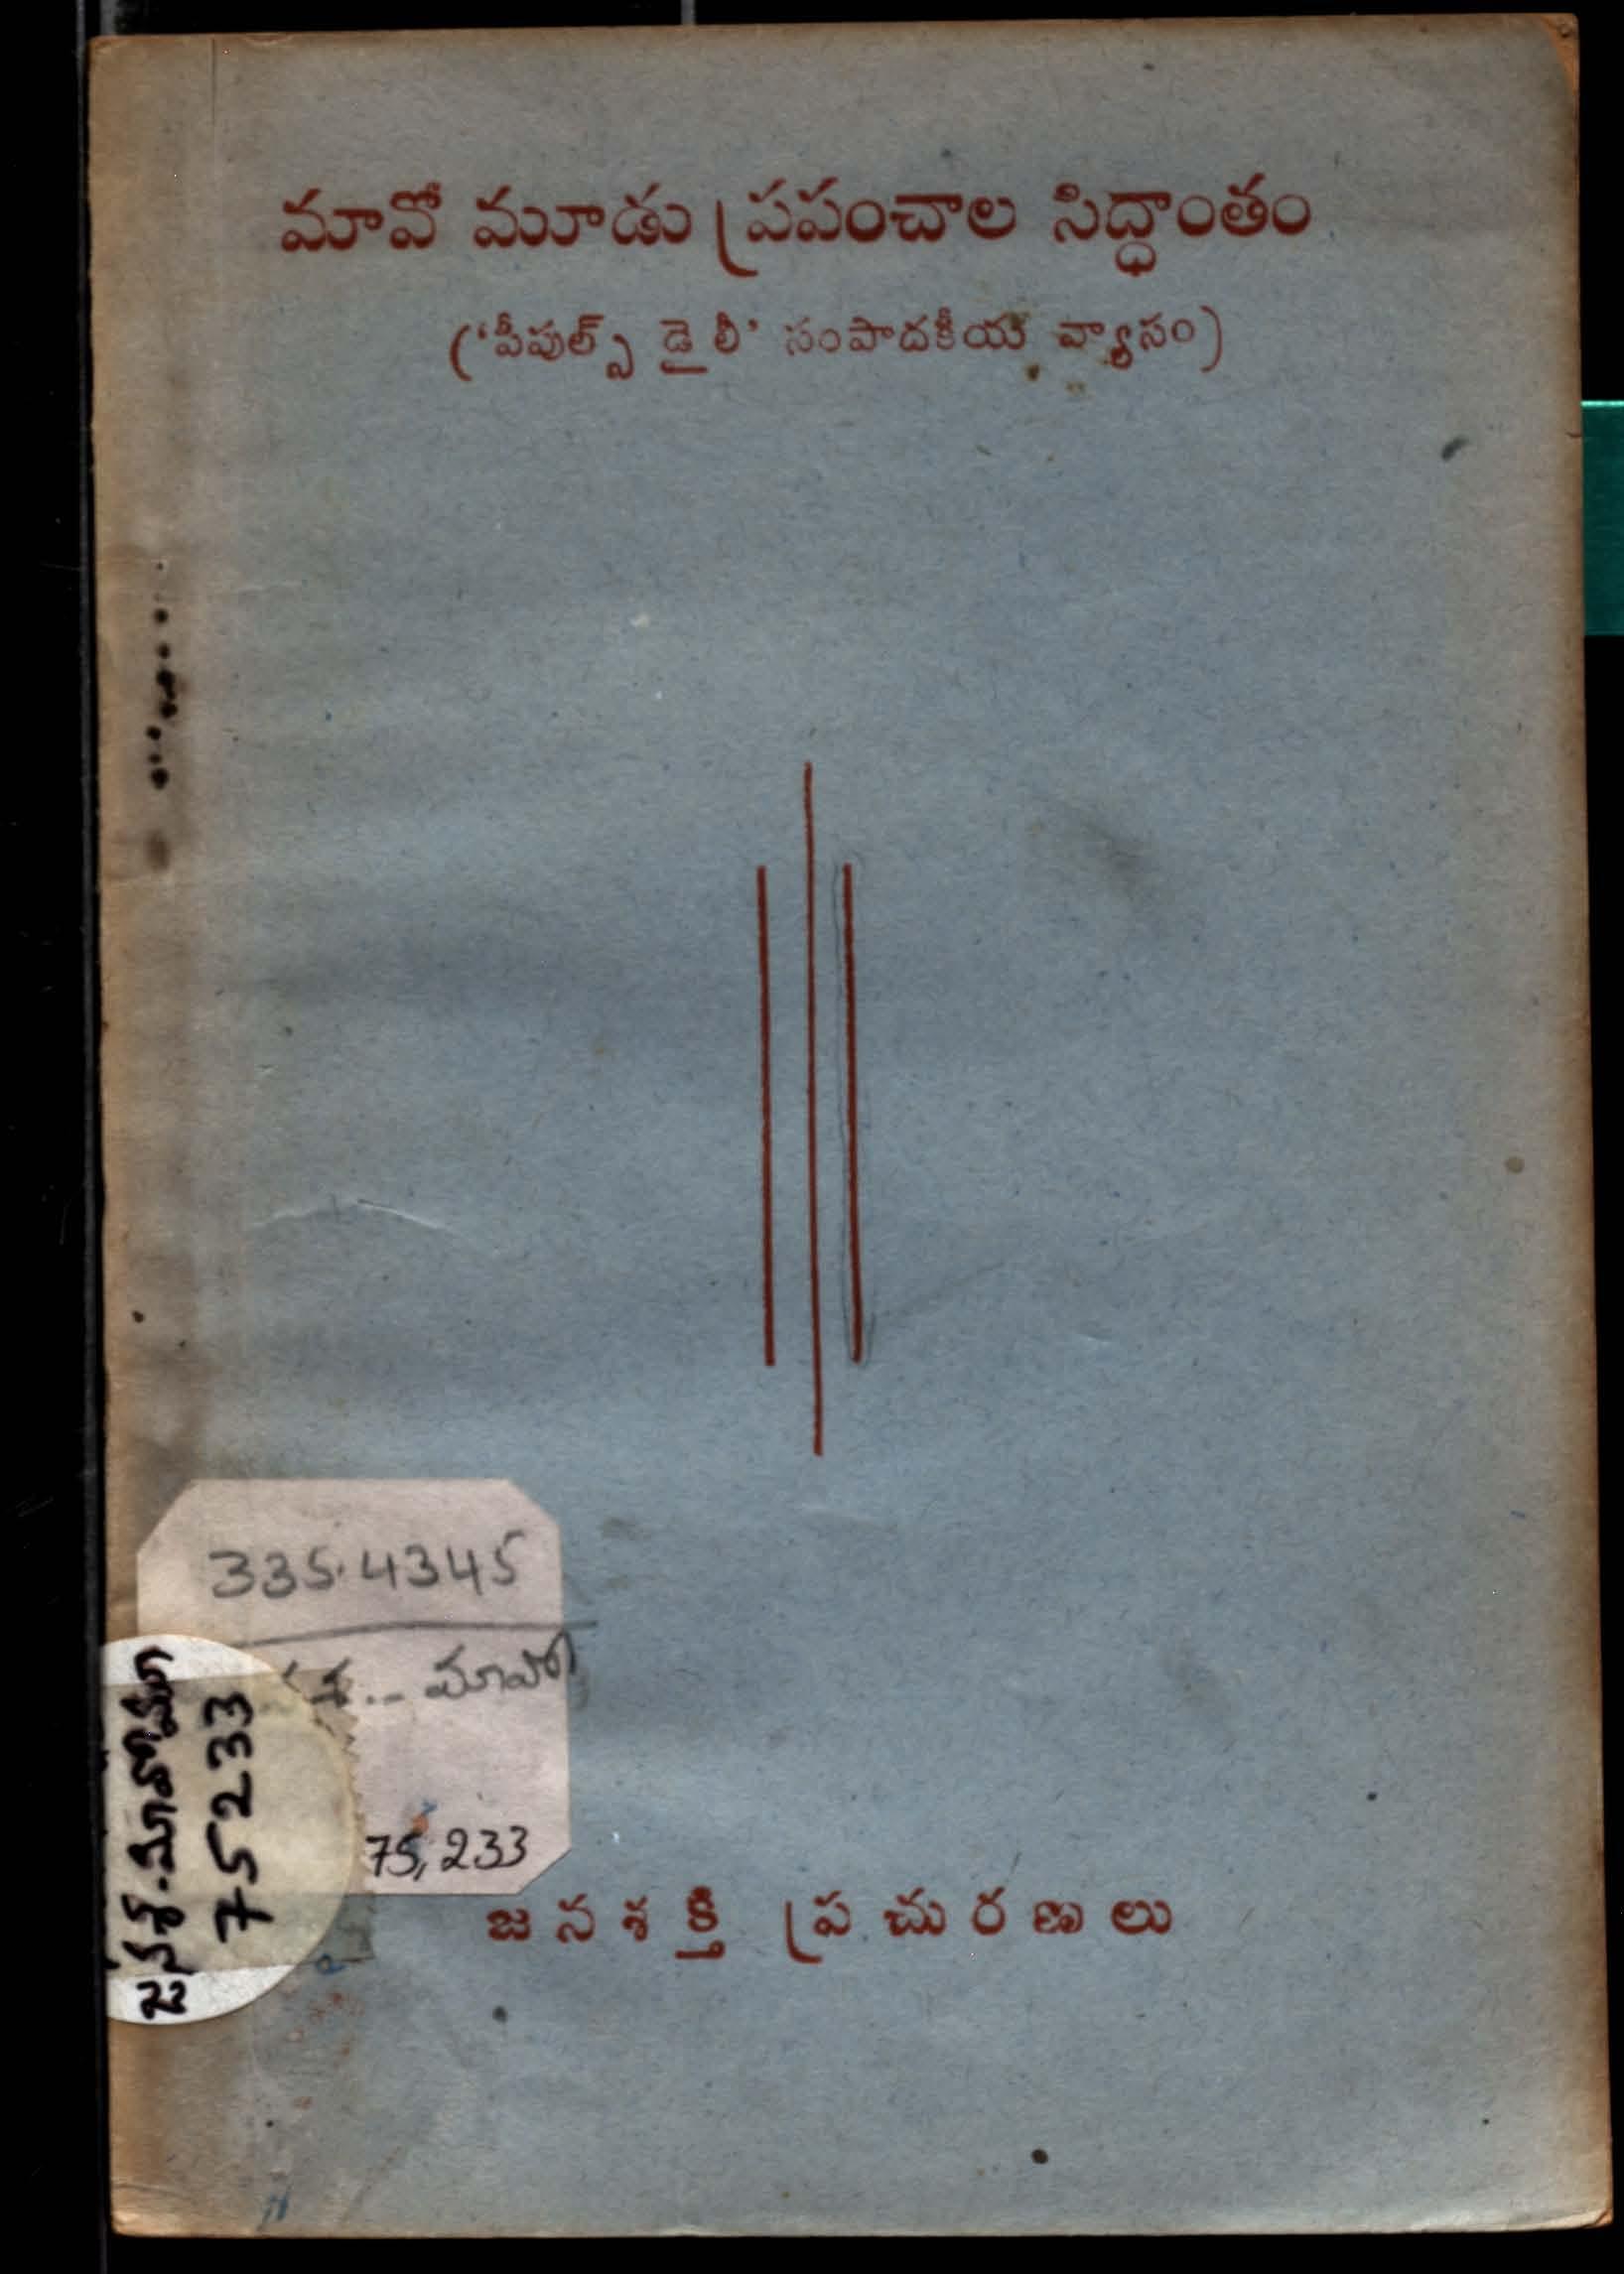 మావో మూడు ప్రపంచాల సిద్ధాంతం
('పీపుల్స్ డైలీ' సంపాదకీయ వ్యాసం)
335.4345
మావో
75,233
75233
జనశక్తి ప్రచురణలు